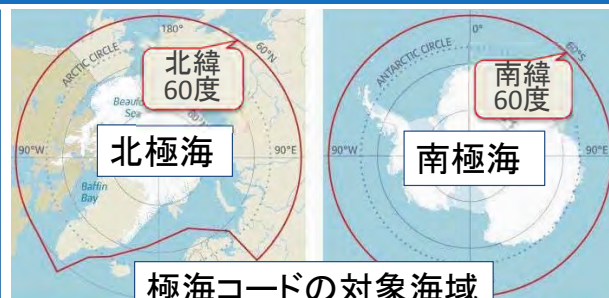 180°
ARCTIC CIRCLE
60°N
北緯
60度
Sea
北極海
90°W
90°E
Baffin
Bay
0°
ANTARCTIC CIRCLE
60°S
南緯
60度
南極海
90°W
90°E
極海コードの対象海域